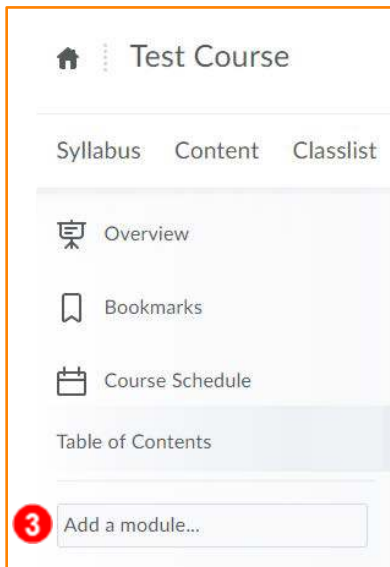 Test Course
Syllabus Content Classlist
Overview
Bookmarks
Course Schedule
Table of Contents
3 Add a module...